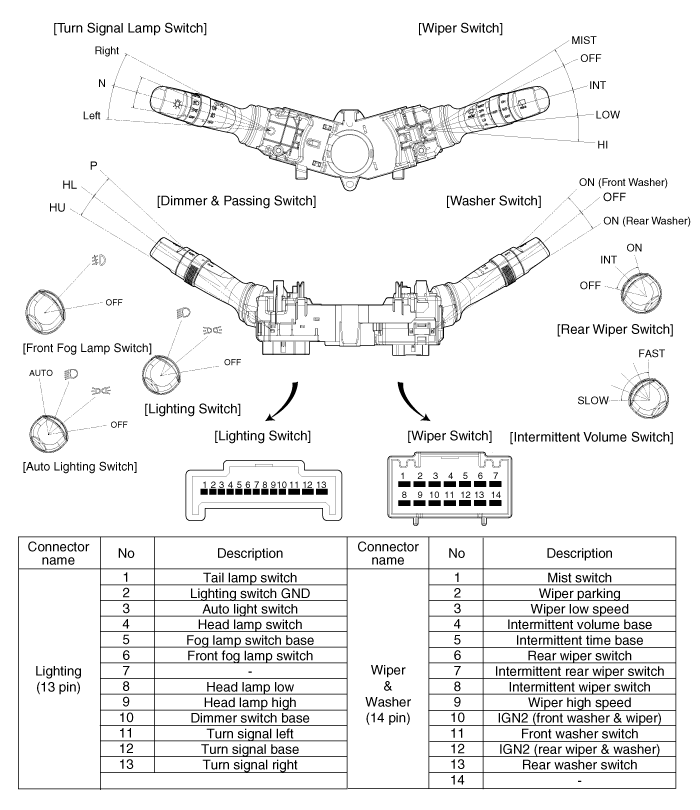 [Turn Signal Lamp Switch]
[Wiper Switch]
Right
N
Left
MIST
OFF
INT
LOW
HI
P
HL
HU
[Dimmer & Passing Switch]
[Washer Switch]
ON (Front Washer)
OFF
ON (Rear Washer)
OFF
[Front Fog Lamp Switch]
OFF
[Lighting Switch]
ON
INT
OFF
[Rear Wiper Switch]
AUTO
OFF
[Auto Lighting Switch]
FAST
SLOW
[Intermittent Volume Switch]
[Lighting Switch]
[Wiper Switch]
1 2 3 4 5 6 7 8 9 10 11 12 13
1 2 3 4 5 6 7
8 9 10 11 12 13 14
Connector name No Description Connector name No Description
1 Tail lamp switch 1 Mist switch
2 Lighting switch GND 2 Wiper parking
3 Auto light switch 3 Wiper low speed
4 Head lamp switch 4 Intermittent volume base
5 Fog lamp switch base 5 Intermittent time base
6 Front fog lamp switch 6 Rear wiper switch
Lighting (13 pin) 7 - Wiper & Washer (14 pin) 7 Intermittent rear wiper switch
8 Head lamp low 8 Intermittent wiper switch
9 Head lamp high 9 Wiper high speed
10 Dimmer switch base 10 IGN2 (front washer & wiper)
11 Turn signal left 11 Front washer switch
12 Turn signal base 12 IGN2 (rear wiper & washer)
13 Turn signal right 13 Rear washer switch
14 -